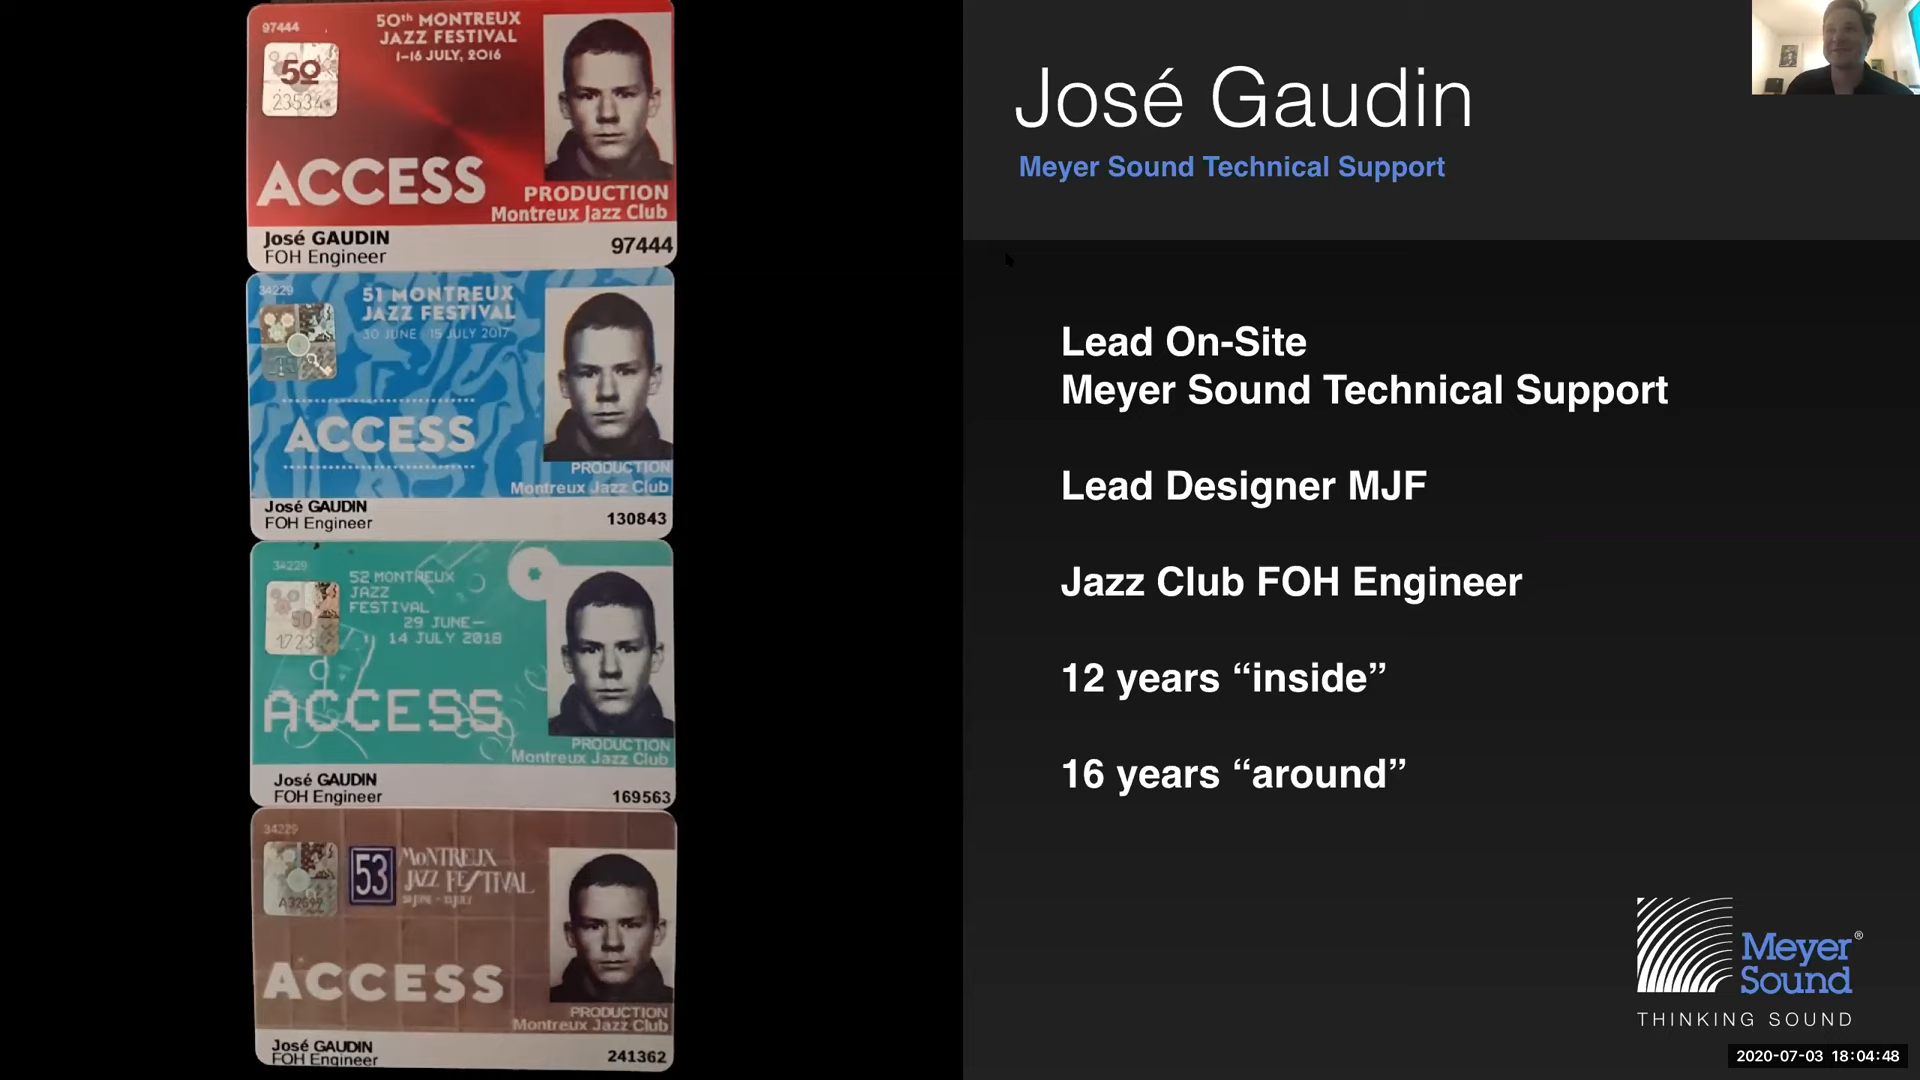 97444
50th MONTREUX
JAZZ FESTIVAL
1–16 JULY, 2016
50
23534
ACCESS
PRODUCTION
Montreux Jazz Club
José GAUDIN
FOH Engineer
97444
34229
51 MONTREUX
JAZZ FESTIVAL
30 JUNE – 15 JULY 2017
ACCESS
PRODUCTION
Montreux Jazz Club
José GAUDIN
FOH Engineer
130843
34229
52 MONTREUX
JAZZ
FESTIVAL
29 JUNE—
14 JULY 2018
50
ACCESS
PRODUCTION
Montreux Jazz Club
José GAUDIN
FOH Engineer
169563
34229
53
MONTREUX
JAZZ FESTIVAL
ACCESS
PRODUCTION
Montreux Jazz Club
José GAUDIN
FOH Engineer
241362
José Gaudin
Meyer Sound Technical Support
Lead On-Site
Meyer Sound Technical Support
Lead Designer MJF
Jazz Club FOH Engineer
12 years “inside”
16 years “around”
Meyer®
Sound
THINKING SOUND
2020-07-03 18:04:48